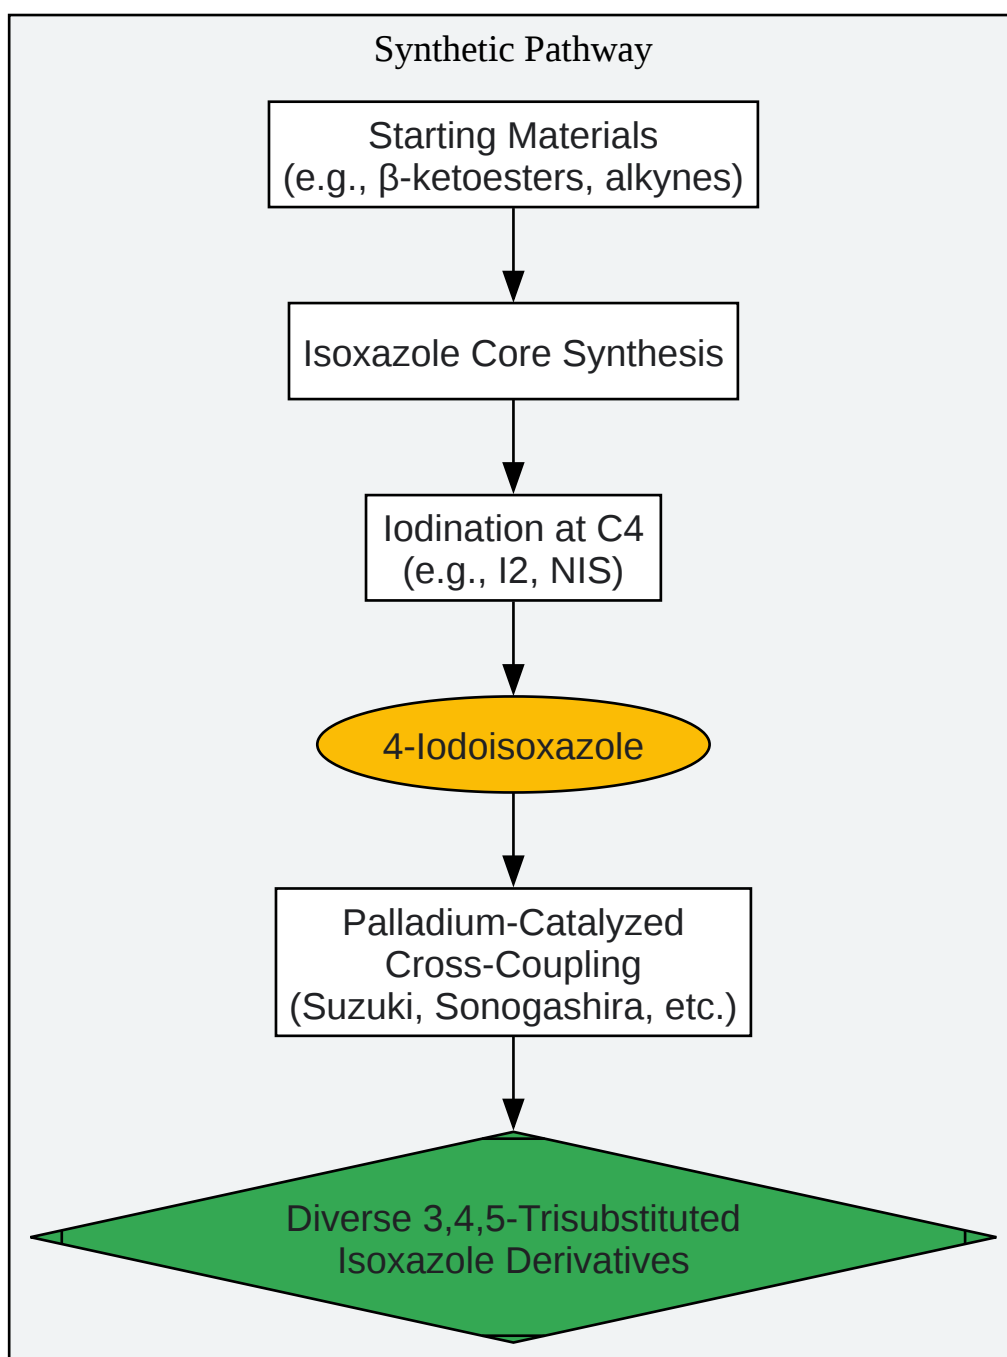 Synthetic Pathway
Starting Materials
(e.g., β-ketoesters, alkynes)
Isoxazole Core Synthesis
Iodination at C4
(e.g., I2, NIS)
4-Iodoisoxazole
Palladium-Catalyzed
Cross-Coupling
(Suzuki, Sonogashira, etc.)
Diverse 3,4,5-Trisubstituted
Isoxazole Derivatives